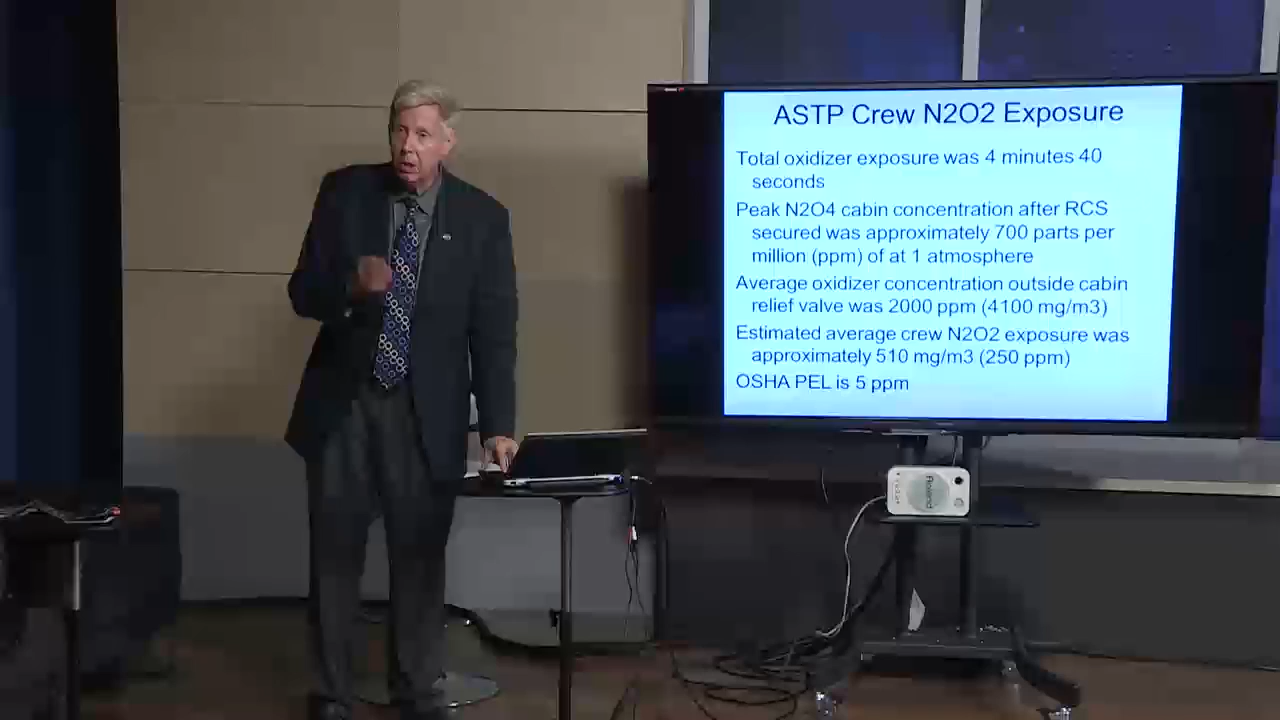 ASTP Crew N2O2 Exposure
Total oxidizer exposure was 4 minutes 40
seconds
Peak N2O4 cabin concentration after RCS
secured was approximately 700 parts per
million (ppm) of at 1 atmosphere
Average oxidizer concentration outside cabin
relief valve was 2000 ppm (4100 mg/m3)
Estimated average crew N2O2 exposure was
approximately 510 mg/m3 (250 ppm)
OSHA PEL is 5 ppm
Roland